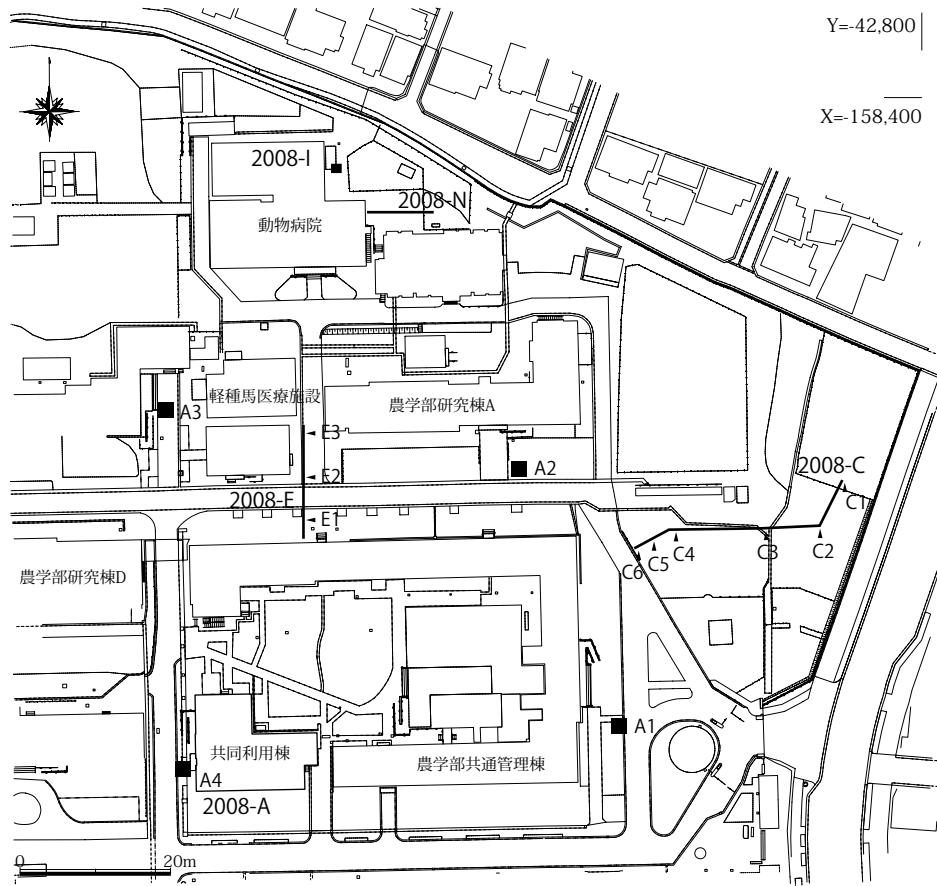 Y=-42,800
X=-158,400
2008-I
2008-N
動物病院
軽種馬医療施設
農学部研究棟A
A3
E3
A2
E2
2008-C
2008-E
C1
E1
C2
C3
C4
C5
C6
農学部研究棟D
A1
共同利用棟
農学部共通管理棟
A4
2008-A
0
20m